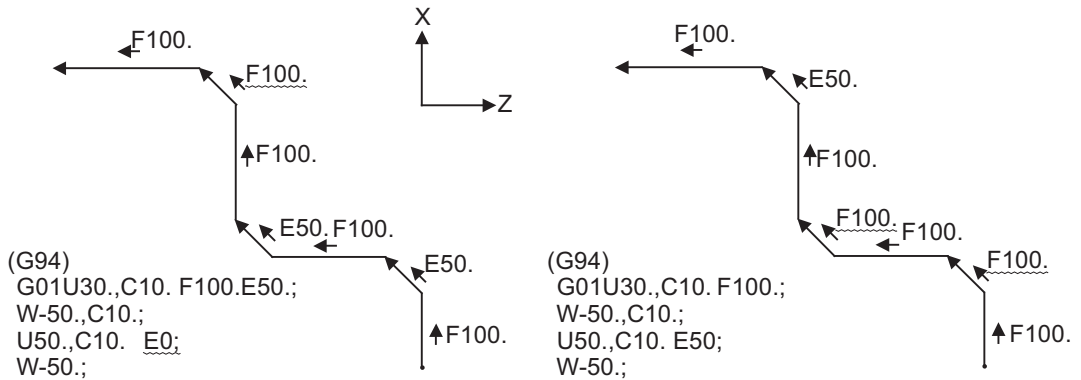 X
Z
F100.
F100.
F100.
E50. F100.
E50.
F100.
(G94)
G01U30.,C10. F100.E50.;
W-50.,C10.;
U50.,C10. E0;
W-50.;
F100.
E50.
F100.
F100.
F100.
F100.
F100.
(G94)
G01U30.,C10. F100.;
W-50.,C10.;
U50.,C10. E50;
W-50.;